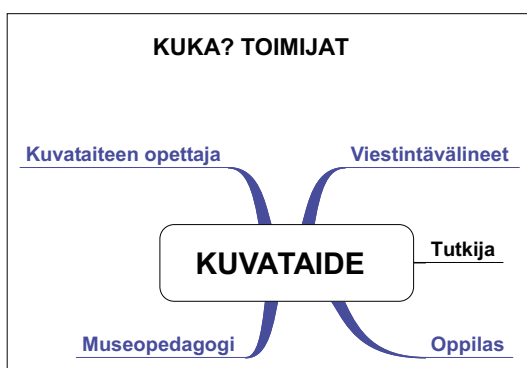 KUKA? TOIMIJAT
Kuvataiteen opettaja
Viestintävälineet
KUVATAIDE
Tutkija
Museopedagogi
Oppilas